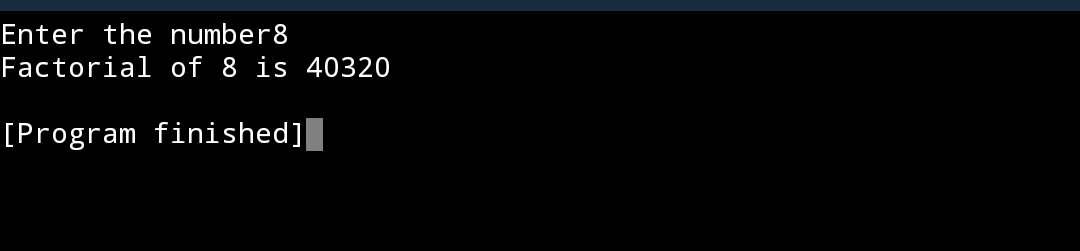 Enter the number8
Factorial of 8 is 40320
[Program finished]